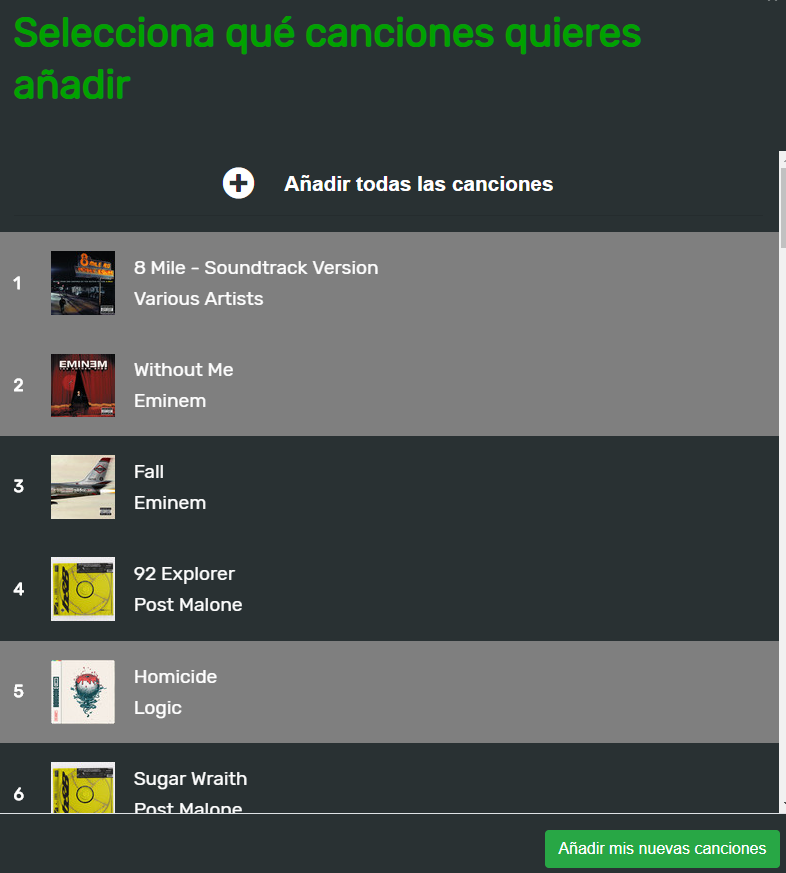 Selecciona qué canciones quieres
añadir
Añadir todas las canciones
1
8 Mile - Soundtrack Version
Various Artists
2
EMINEM
Without Me
Eminem
3
Fall
Eminem
4
92 Explorer
Post Malone
5
Homicide
Logic
6
Sugar Wraith
Post Malone
Añadir mis nuevas canciones